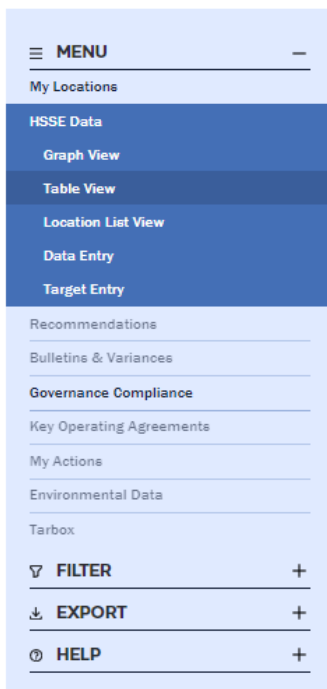 MENU
My Locations
HSSE Data
Graph View
Table View
Location List View
Data Entry
Target Entry
Recommendations
Bulletins & Variances
Governance Compliance
Key Operating Agreements
My Actions
Environmental Data
Tarbox
FILTER
EXPORT
HELP